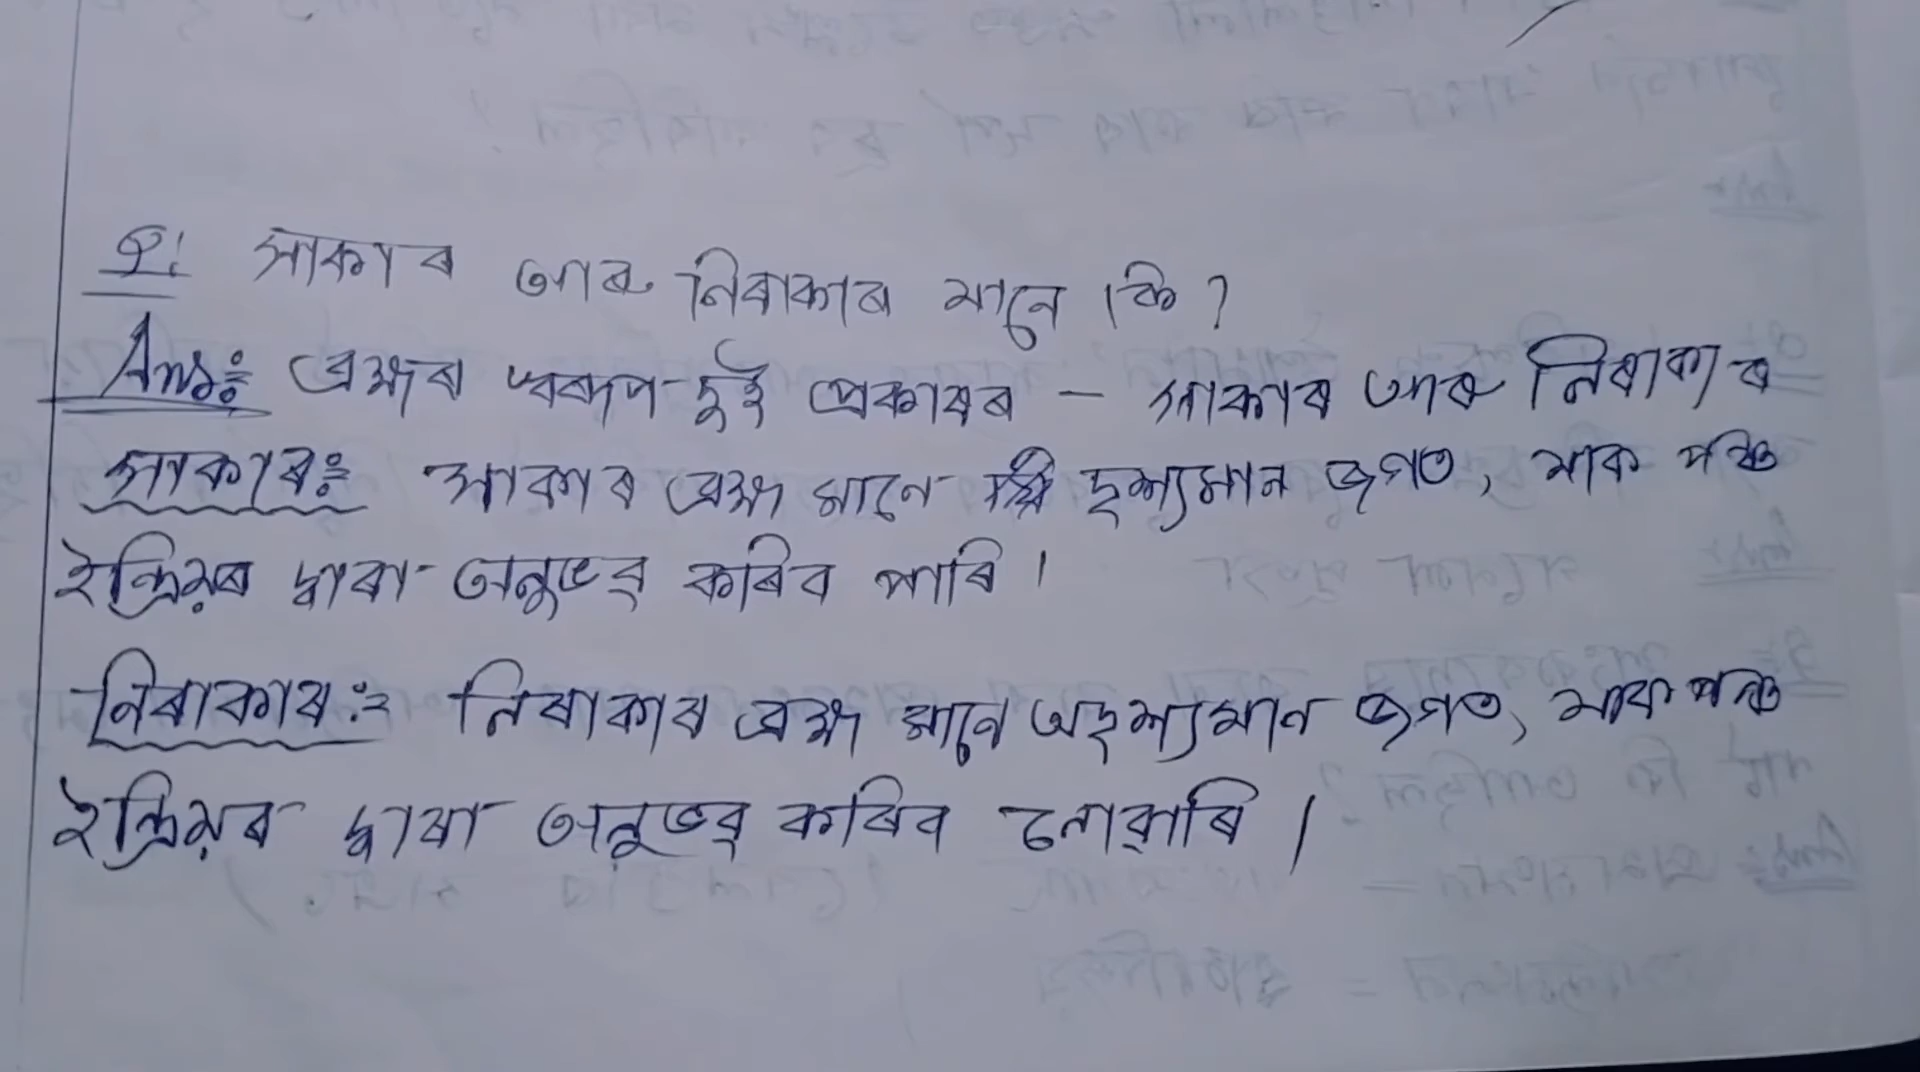 Q! সাকাৰ আৰু নিৰাকাৰ মানে কি ?
Ans: ব্ৰহ্মৰ স্বৰূপ দুই প্ৰকাৰৰ – সাকাৰ আৰু নিৰাকাৰ
সাকাৰঃ সাকাৰ ব্ৰহ্ম মানে দৃশ্যমান জগত, যাক পঞ্চ
ইন্দ্ৰিয়ৰ দ্বাৰা অনুভৱ কৰিব পাৰি ।
নিৰাকাৰঃ নিৰাকাৰ ব্ৰহ্ম মানে অদৃশ্যমান জগত, যাক পঞ্চ
ইন্দ্ৰিয়ৰ দ্বাৰা অনুভৱ কৰিব নোৱাৰি ।